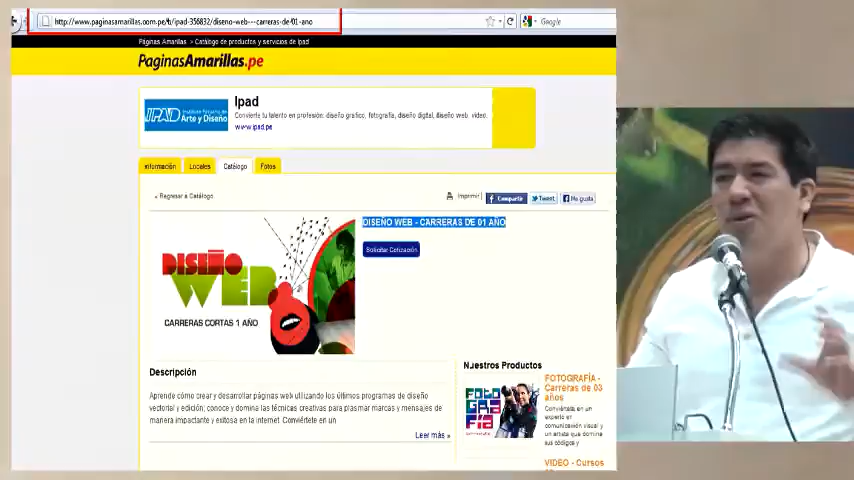 http://www.paginasamarillas.com.pe/b/ipad-356832/diseno-web---carreras-de-01-ano
Google
Páginas Amarillas > Catálogo de productos y servicios de Ipad
PaginasAmarillas.pe
IPAD Instituto Peruano de Arte y Diseño
Ipad
Convierte tu talento en profesión: diseño grafico, fotografía, diseño digital, diseño web, video.
www.ipad.pe
Información Locales Catálogo Fotos
« Regresar a Catálogo
Imprimir Compartir Tweet Me gusta
DISEÑO WEB - CARRERAS DE 01 AÑO
Solicitar Cotización
DISEÑO
WEB
CARRERAS CORTAS 1 AÑO
Descripción
Aprende cómo crear y desarrollar páginas web utilizando los últimos programas de diseño
vectorial y edición; conoce y domina las técnicas creativas para plasmar marcas y mensajes de
manera impactante y exitosa en la internet. Conviértete en un
Leer más »
Nuestros Productos
FOTO
GRA
FÍA
FOTOGRAFÍA -
Carreras de 03
años
Conviértete en un
experto en
comunicación visual y
un artista que domina
sus códigos y
VIDEO - Cursos